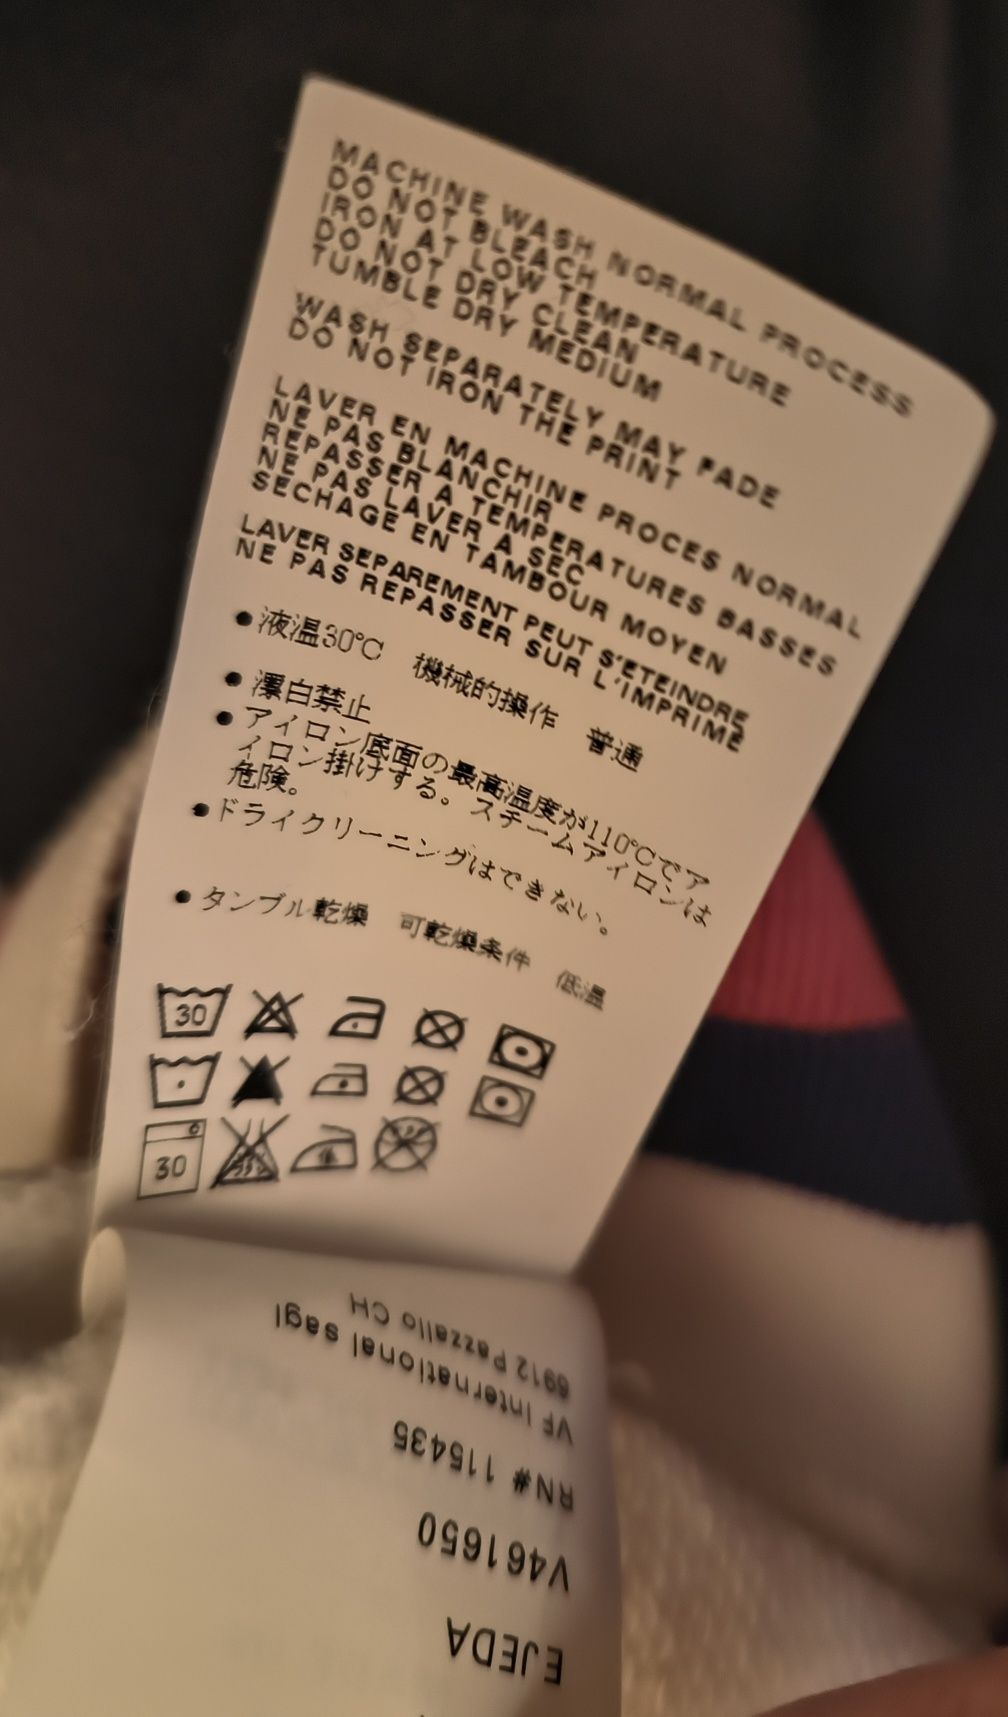 MACHINE WASH NORMAL PROCESS
DO NOT BLEACH
IRON AT LOW TEMPERATURE
DO NOT DRY CLEAN
TUMBLE DRY MEDIUM
WASH SEPARATELY MAY FADE
DO NOT IRON THE PRINT
LAVER EN MACHINE PROCES NORMAL
NE PAS BLANCHIR
REPASSER A TEMPERATURES BASSES
NE PAS LAVER A SEC
SECHAGE EN TAMBOUR MOYEN
LAVER SEPAREMENT PEUT S'ETEINDRE
NE PAS REPASSER SUR L'IMPRIME
●液温30℃ 機械的操作 普通
●漂白禁止
●アイロン底面の最高温度が110℃でア
イロン掛けする。スチームアイロンは
危険。
●ドライクリーニングはできない。
●タンブル乾燥 可乾燥条件 低温
30
30
6912 Pazzallo CH
VF International sagl
RN# 115435
V461650
EJEDA